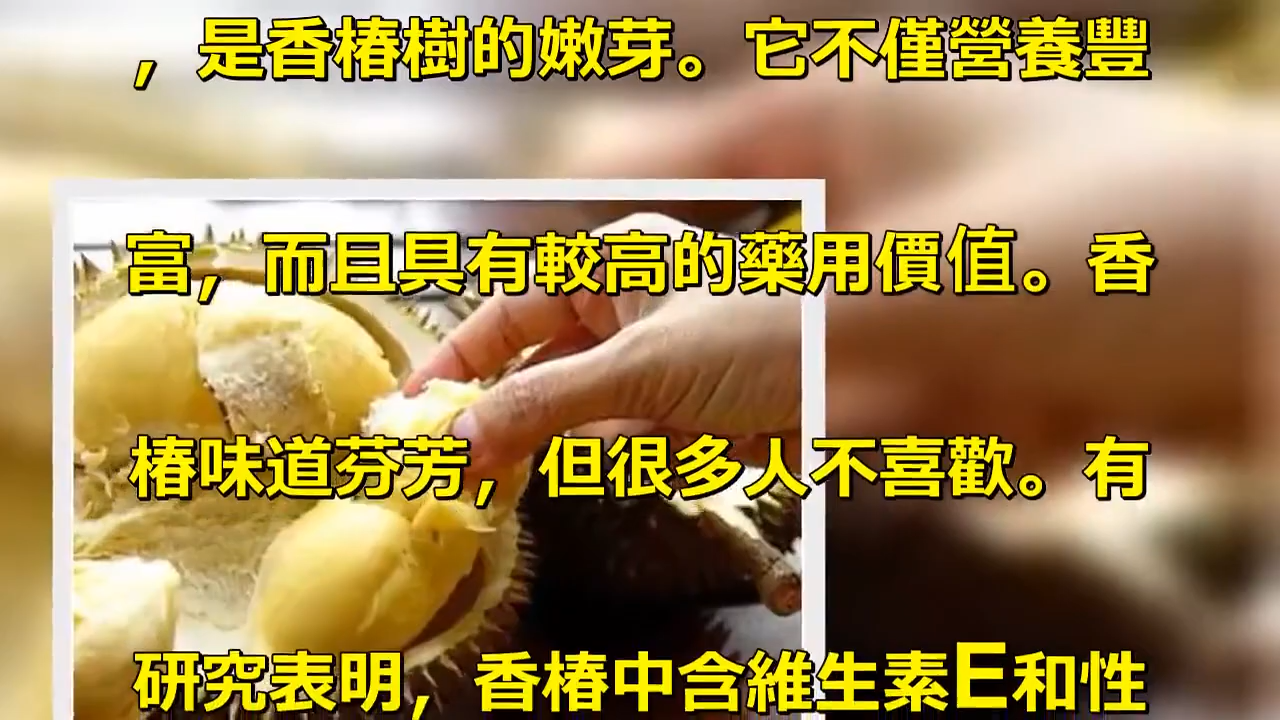 ，是香椿樹的嫩芽。它不僅營養豐
富，而且具有較高的藥用價值。香
椿味道芬芳，但很多人不喜歡。有
研究表明，香椿中含維生素E和性